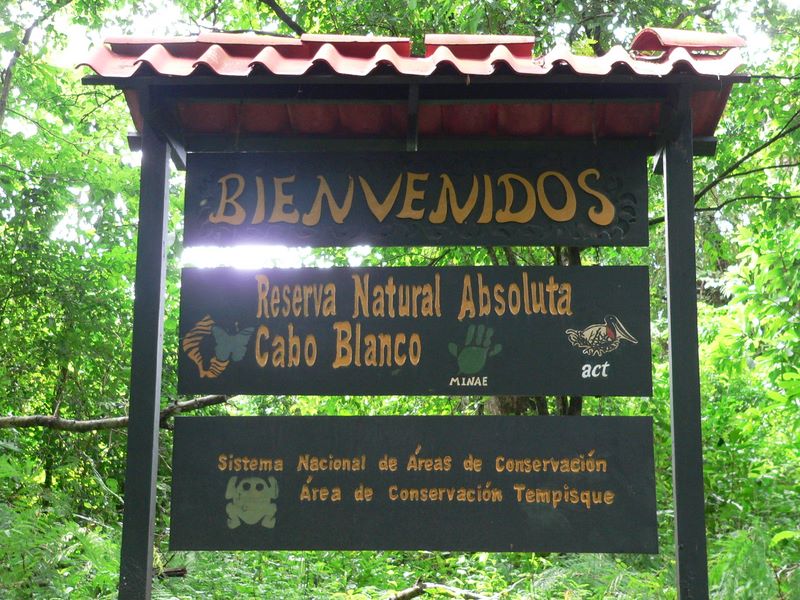 BIENVENIDOS
Reserva Natural Absoluta
Cabo Blanco
MINAE
act
Sistema Nacional de Áreas de Conservación
Área de Conservación Tempisque